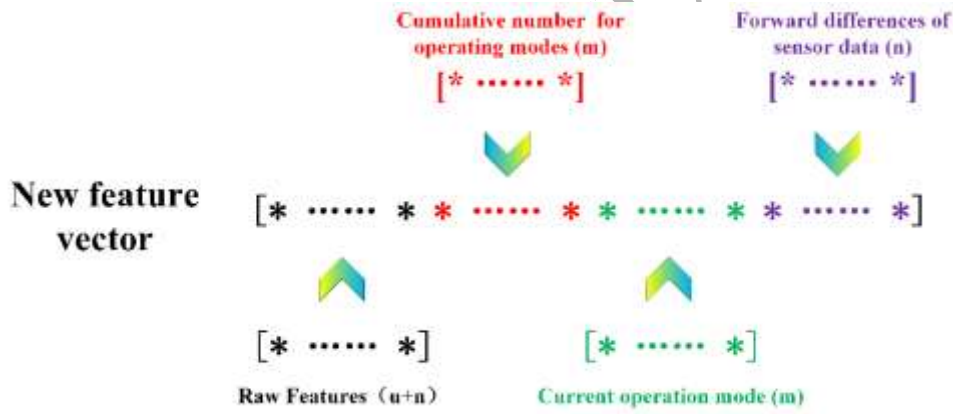 Cumulative number for
operating modes (m)
[* ⋯⋯ *]
Forward differences of
sensor data (n)
[* ⋯⋯ *]
New feature
vector
[* ⋯⋯ * * ⋯⋯ * * ⋯⋯ * * ⋯⋯ *]
[* ⋯⋯ *]
[* ⋯⋯ *]
Raw Features（u+n）
Current operation mode (m)